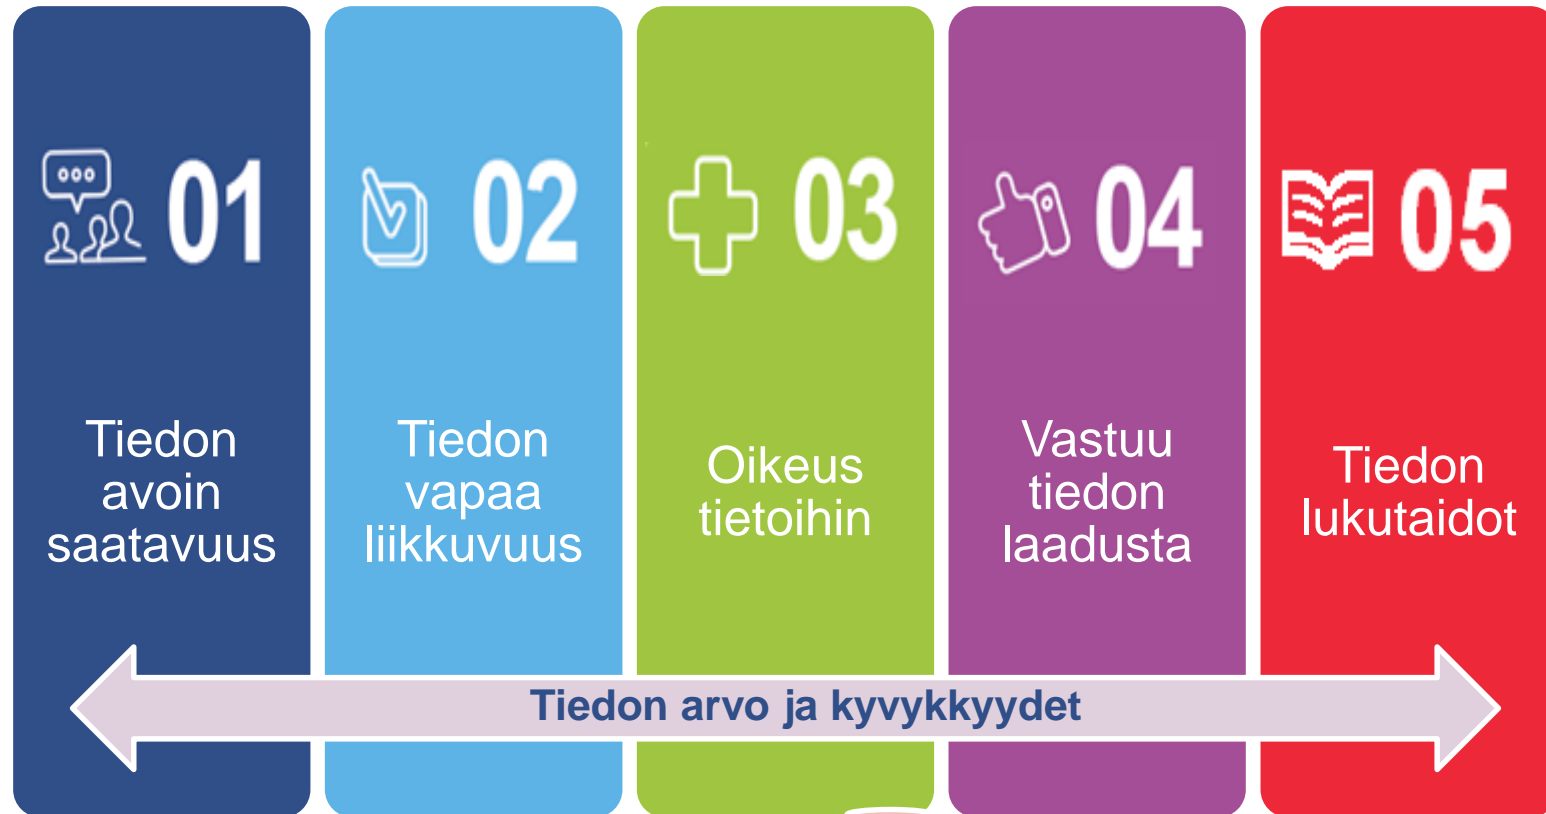 01
Tiedon
avoin
saatavuus
02
Tiedon
vapaa
liikkuvuus
03
Oikeus
tietoihin
04
Vastuu
tiedon
laadusta
05
Tiedon
lukutaidot
Tiedon arvo ja kyvykkyydet